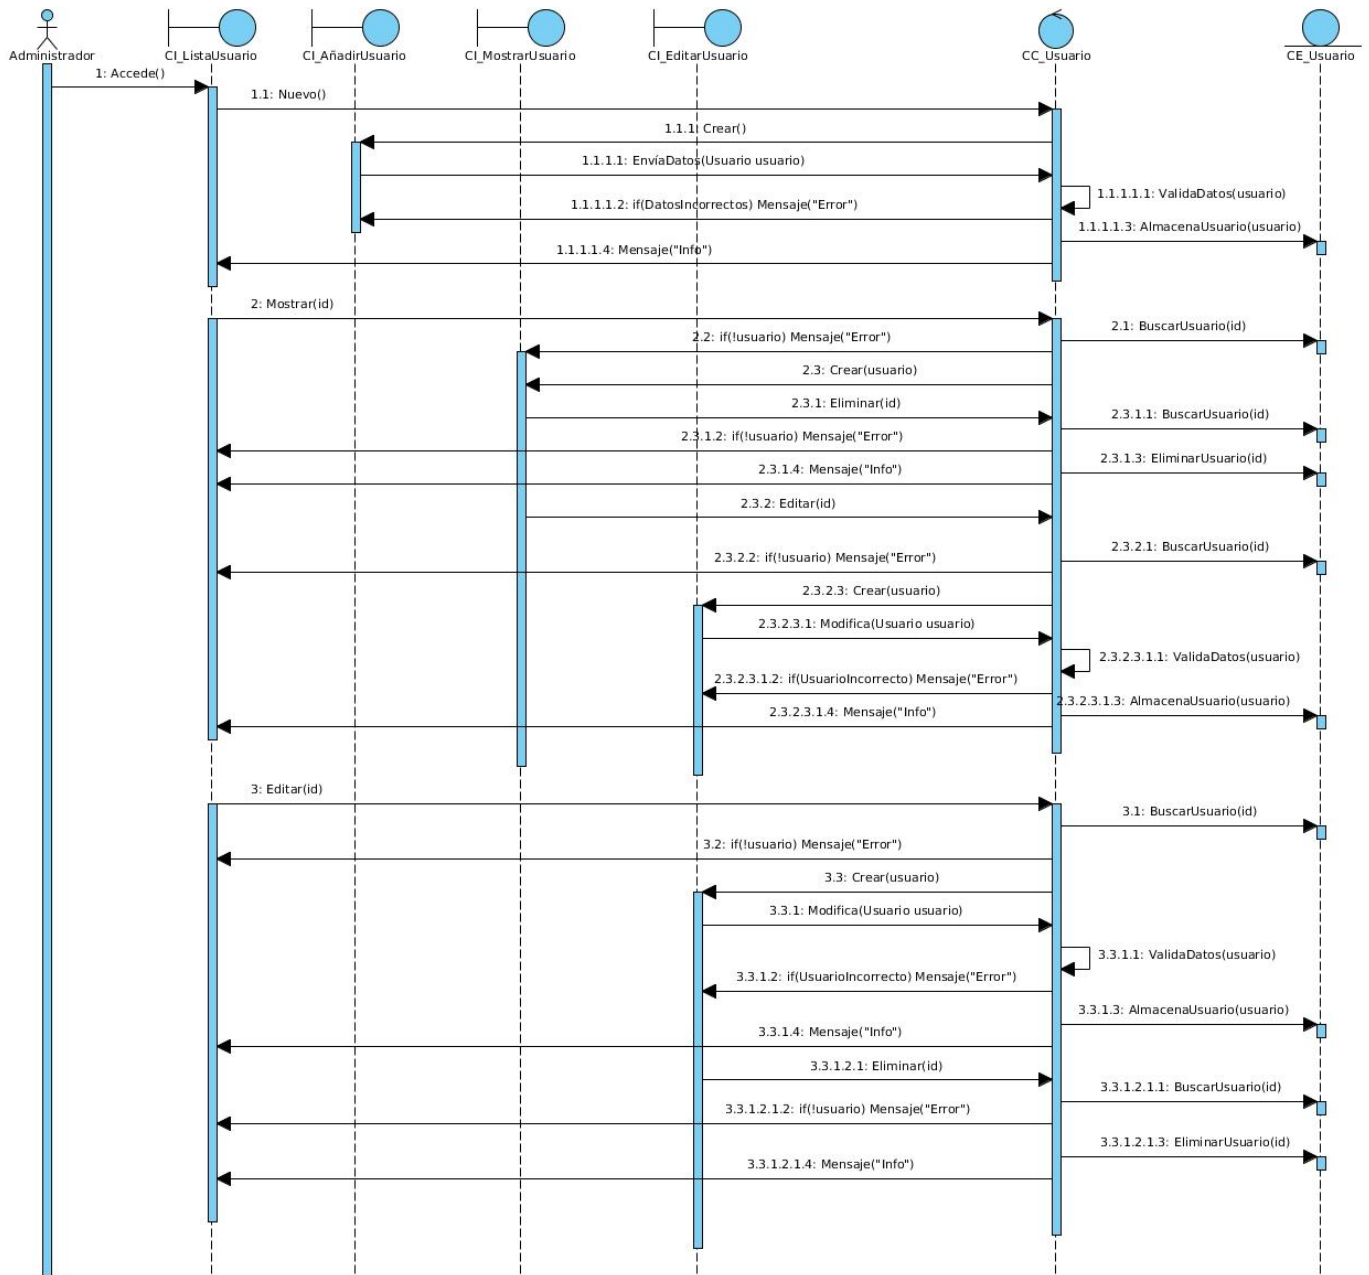 Administrador
CI_ListaUsuario
CI_AñadirUsuario
CI_MostrarUsuario
CI_EditarUsuario
CC_Usuario
CE_Usuario
1: Accede()
1.1: Nuevo()
1.1.1: Crear()
1.1.1.1: EnvíaDatos(Usuario usuario)
1.1.1.1.1: ValidaDatos(usuario)
1.1.1.1.2: if(DatosIncorrectos) Mensaje("Error")
1.1.1.1.3: AlmacenaUsuario(usuario)
1.1.1.1.4: Mensaje("Info")
2: Mostrar(id)
2.1: BuscarUsuario(id)
2.2: if(!usuario) Mensaje("Error")
2.3: Crear(usuario)
2.3.1: Eliminar(id)
2.3.1.1: BuscarUsuario(id)
2.3.1.2: if(!usuario) Mensaje("Error")
2.3.1.3: EliminarUsuario(id)
2.3.1.4: Mensaje("Info")
2.3.2: Editar(id)
2.3.2.1: BuscarUsuario(id)
2.3.2.2: if(!usuario) Mensaje("Error")
2.3.2.3: Crear(usuario)
2.3.2.3.1: Modifica(Usuario usuario)
2.3.2.3.1.1: ValidaDatos(usuario)
2.3.2.3.1.2: if(UsuarioIncorrecto) Mensaje("Error")
2.3.2.3.1.3: AlmacenaUsuario(usuario)
2.3.2.3.1.4: Mensaje("Info")
3: Editar(id)
3.1: BuscarUsuario(id)
3.2: if(!usuario) Mensaje("Error")
3.3: Crear(usuario)
3.3.1: Modifica(Usuario usuario)
3.3.1.1: ValidaDatos(usuario)
3.3.1.2: if(UsuarioIncorrecto) Mensaje("Error")
3.3.1.3: AlmacenaUsuario(usuario)
3.3.1.4: Mensaje("Info")
3.3.1.2.1: Eliminar(id)
3.3.1.2.1.1: BuscarUsuario(id)
3.3.1.2.1.2: if(!usuario) Mensaje("Error")
3.3.1.2.1.3: EliminarUsuario(id)
3.3.1.2.1.4: Mensaje("Info")